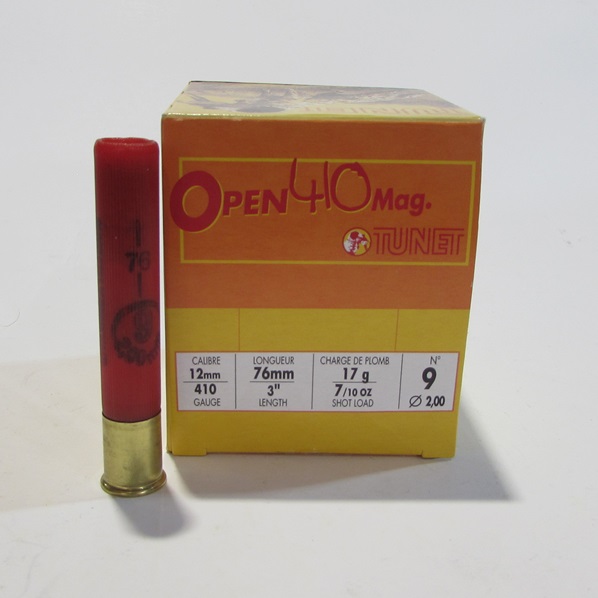 OPEN 410 Mag.
TUNET
CALIBRE
12mm
410
GAUGE
LONGUEUR
76mm
3"
LENGTH
CHARGE DE PLOMB
17 g
7/10 OZ
SHOT LOAD
N°
9
Ø 2,00
76